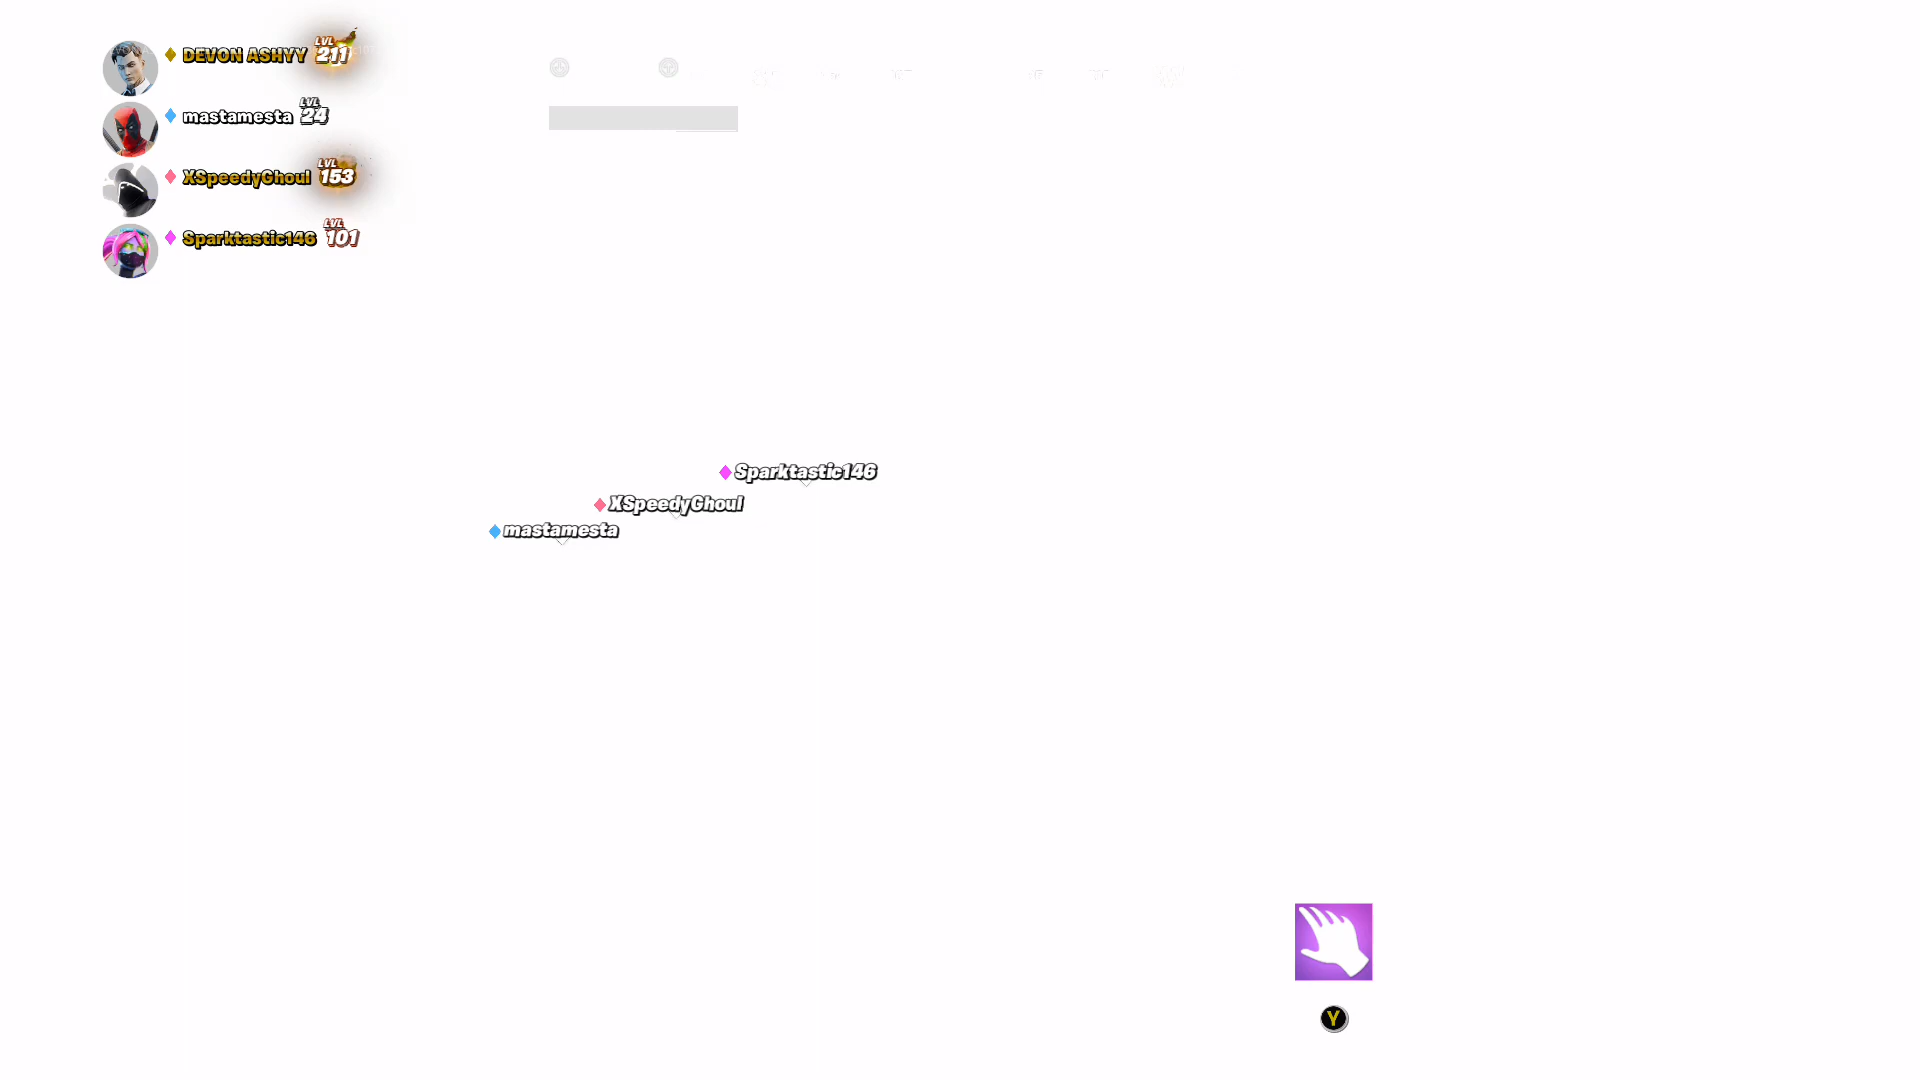 DEVON ASHYY LVL 211
mastamesta LVL 24
XSpeedyGhoul LVL 153
Sparktastic146 LVL 101
Sparktastic146
XSpeedyGhoul
mastamesta
Y